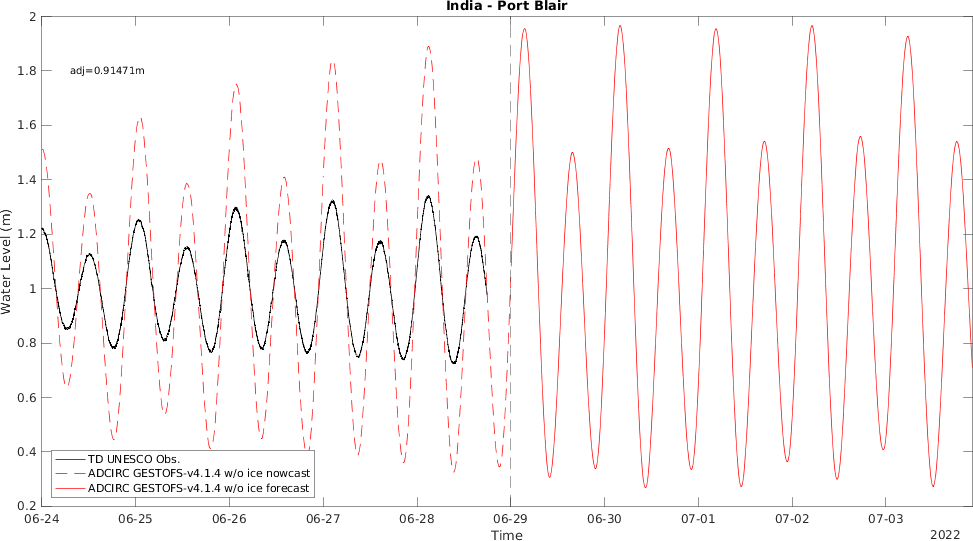 India - Port Blair
adj=0.91471m
Water Level (m)
2
1.8
1.6
1.4
1.2
1
0.8
0.6
0.4
0.2
TD UNESCO Obs.
ADCIRC GESTOFS-v4.1.4 w/o ice nowcast
ADCIRC GESTOFS-v4.1.4 w/o ice forecast
06-24 06-25 06-26 06-27 06-28 06-29 06-30 07-01 07-02 07-03
Time
2022